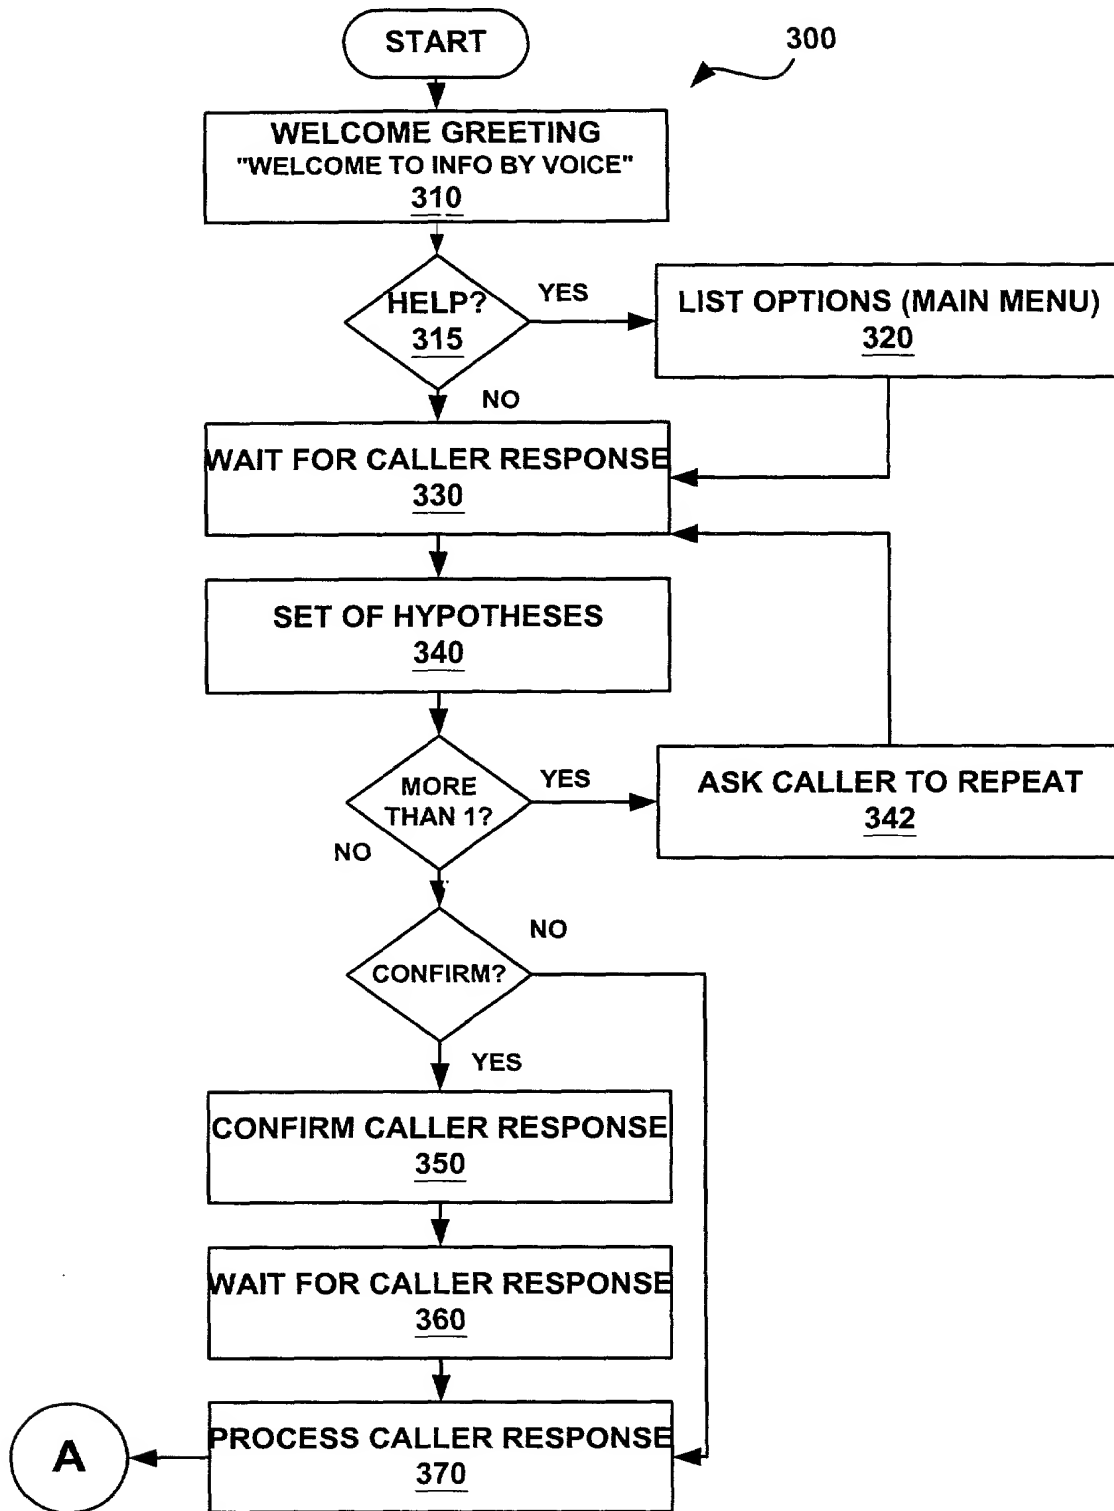 START
300
WELCOME GREETING
"WELCOME TO INFO BY VOICE"
310
HELP?
315
YES
LIST OPTIONS (MAIN MENU)
320
NO
WAIT FOR CALLER RESPONSE
330
SET OF HYPOTHESES
340
MORE
THAN 1?
YES
ASK CALLER TO REPEAT
342
NO
CONFIRM?
NO
YES
CONFIRM CALLER RESPONSE
350
WAIT FOR CALLER RESPONSE
360
PROCESS CALLER RESPONSE
370
A